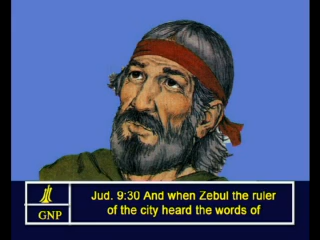 Jud. 9:30 And when Zebul the ruler
of the city heard the words of
GNP